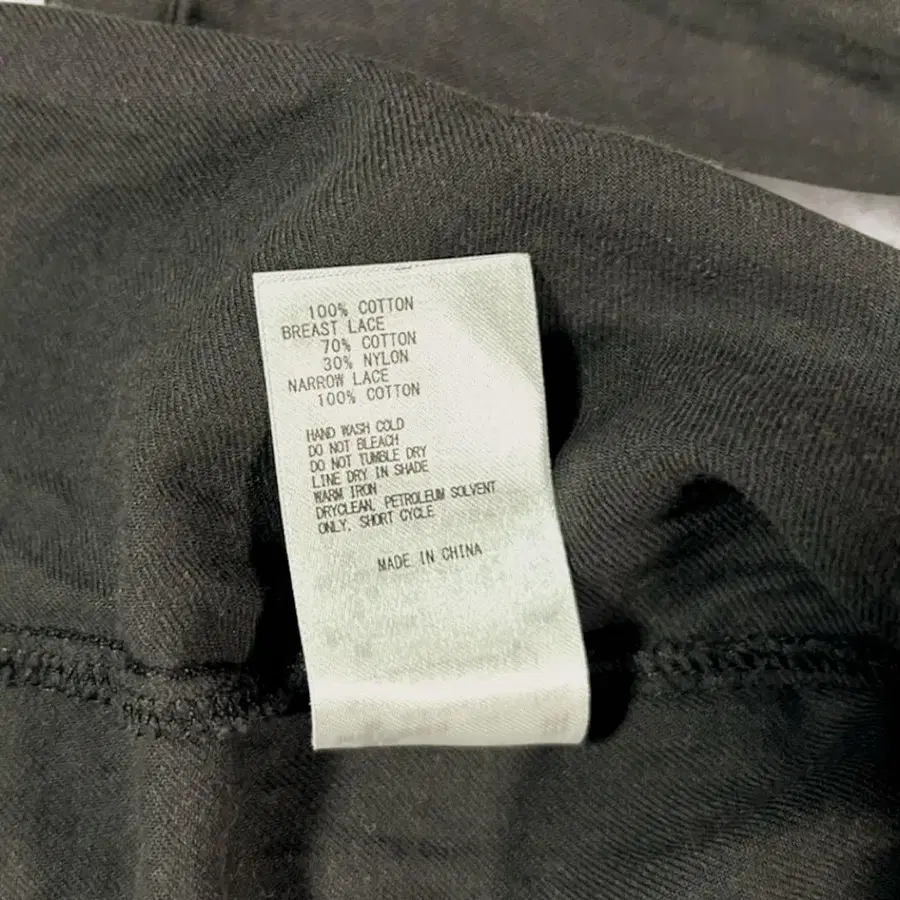 100% COTTON
BREAST LACE
70% COTTON
30% NYLON
NARROW LACE
100% COTTON
HAND WASH COLD
DO NOT BLEACH
DO NOT TUMBLE DRY
LINE DRY IN SHADE
WARM IRON
DRYCLEAN, PETROLEUM SOLVENT
ONLY, SHORT CYCLE
MADE IN CHINA